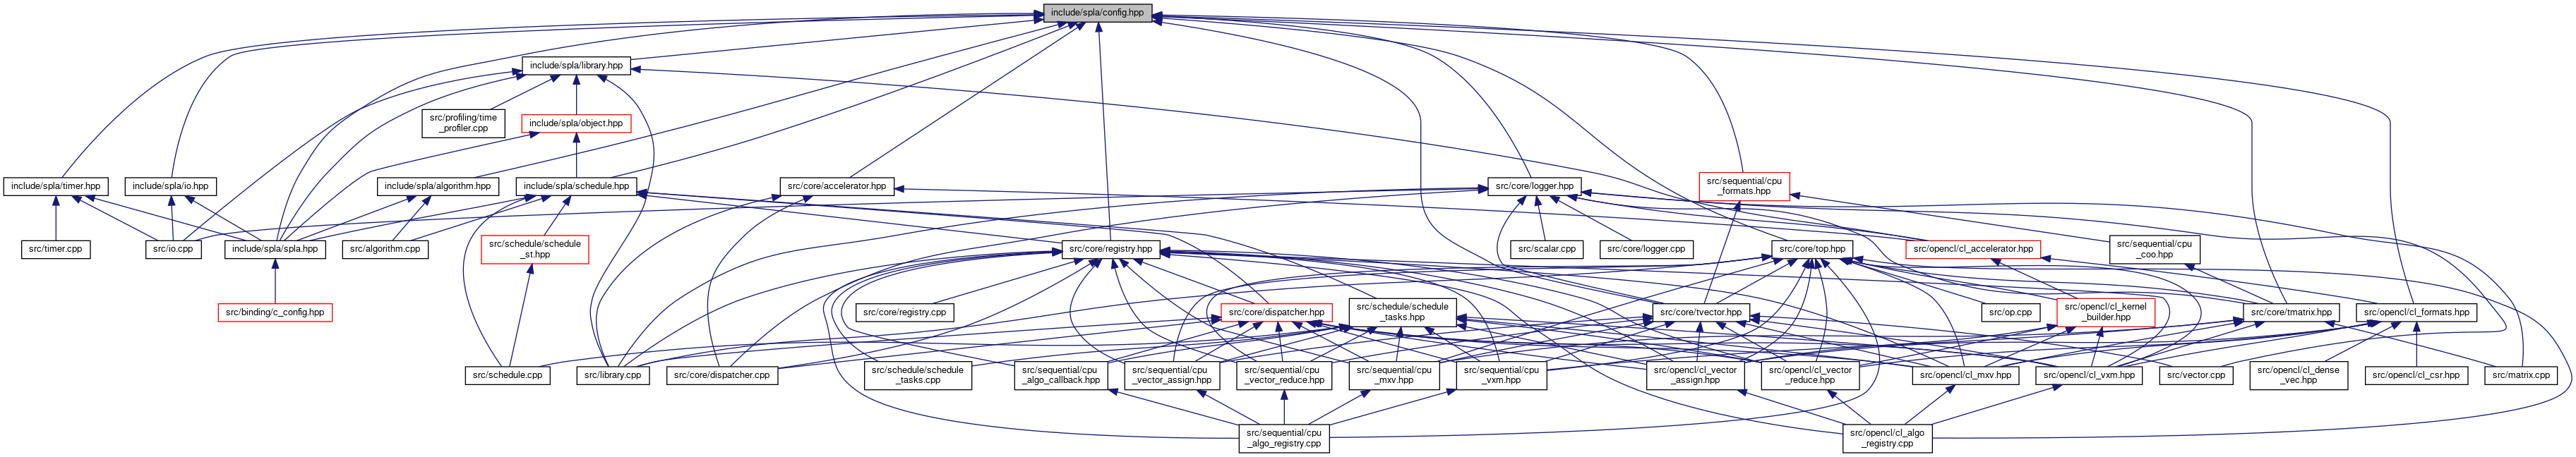 include/spla/config.hpp
include/spla/library.hpp
src/profiling/time
_profiler.cpp
include/spla/object.hpp
include/spla/timer.hpp
include/spla/io.hpp
include/spla/algorithm.hpp
include/spla/schedule.hpp
src/core/accelerator.hpp
src/core/logger.hpp
src/sequential/cpu
_formats.hpp
src/timer.cpp
src/io.cpp
include/spla/spla.hpp
src/algorithm.cpp
src/schedule/schedule
_st.hpp
src/core/registry.hpp
src/scalar.cpp
src/core/logger.cpp
src/core/top.hpp
src/opencl/cl_accelerator.hpp
src/sequential/cpu
_coo.hpp
src/binding/c_config.hpp
src/core/registry.cpp
src/core/dispatcher.hpp
src/schedule/schedule
_tasks.hpp
src/core/tvector.hpp
src/op.cpp
src/opencl/cl_kernel
_builder.hpp
src/core/tmatrix.hpp
src/opencl/cl_formats.hpp
src/schedule.cpp
src/library.cpp
src/core/dispatcher.cpp
src/schedule/schedule
_tasks.cpp
src/sequential/cpu
_algo_callback.hpp
src/sequential/cpu
_vector_assign.hpp
src/sequential/cpu
_vector_reduce.hpp
src/sequential/cpu
_mxv.hpp
src/sequential/cpu
_vxm.hpp
src/opencl/cl_vector
_assign.hpp
src/opencl/cl_vector
_reduce.hpp
src/opencl/cl_mxv.hpp
src/opencl/cl_vxm.hpp
src/vector.cpp
src/opencl/cl_dense
_vec.hpp
src/opencl/cl_csr.hpp
src/matrix.cpp
src/sequential/cpu
_algo_registry.cpp
src/opencl/cl_algo
_registry.cpp